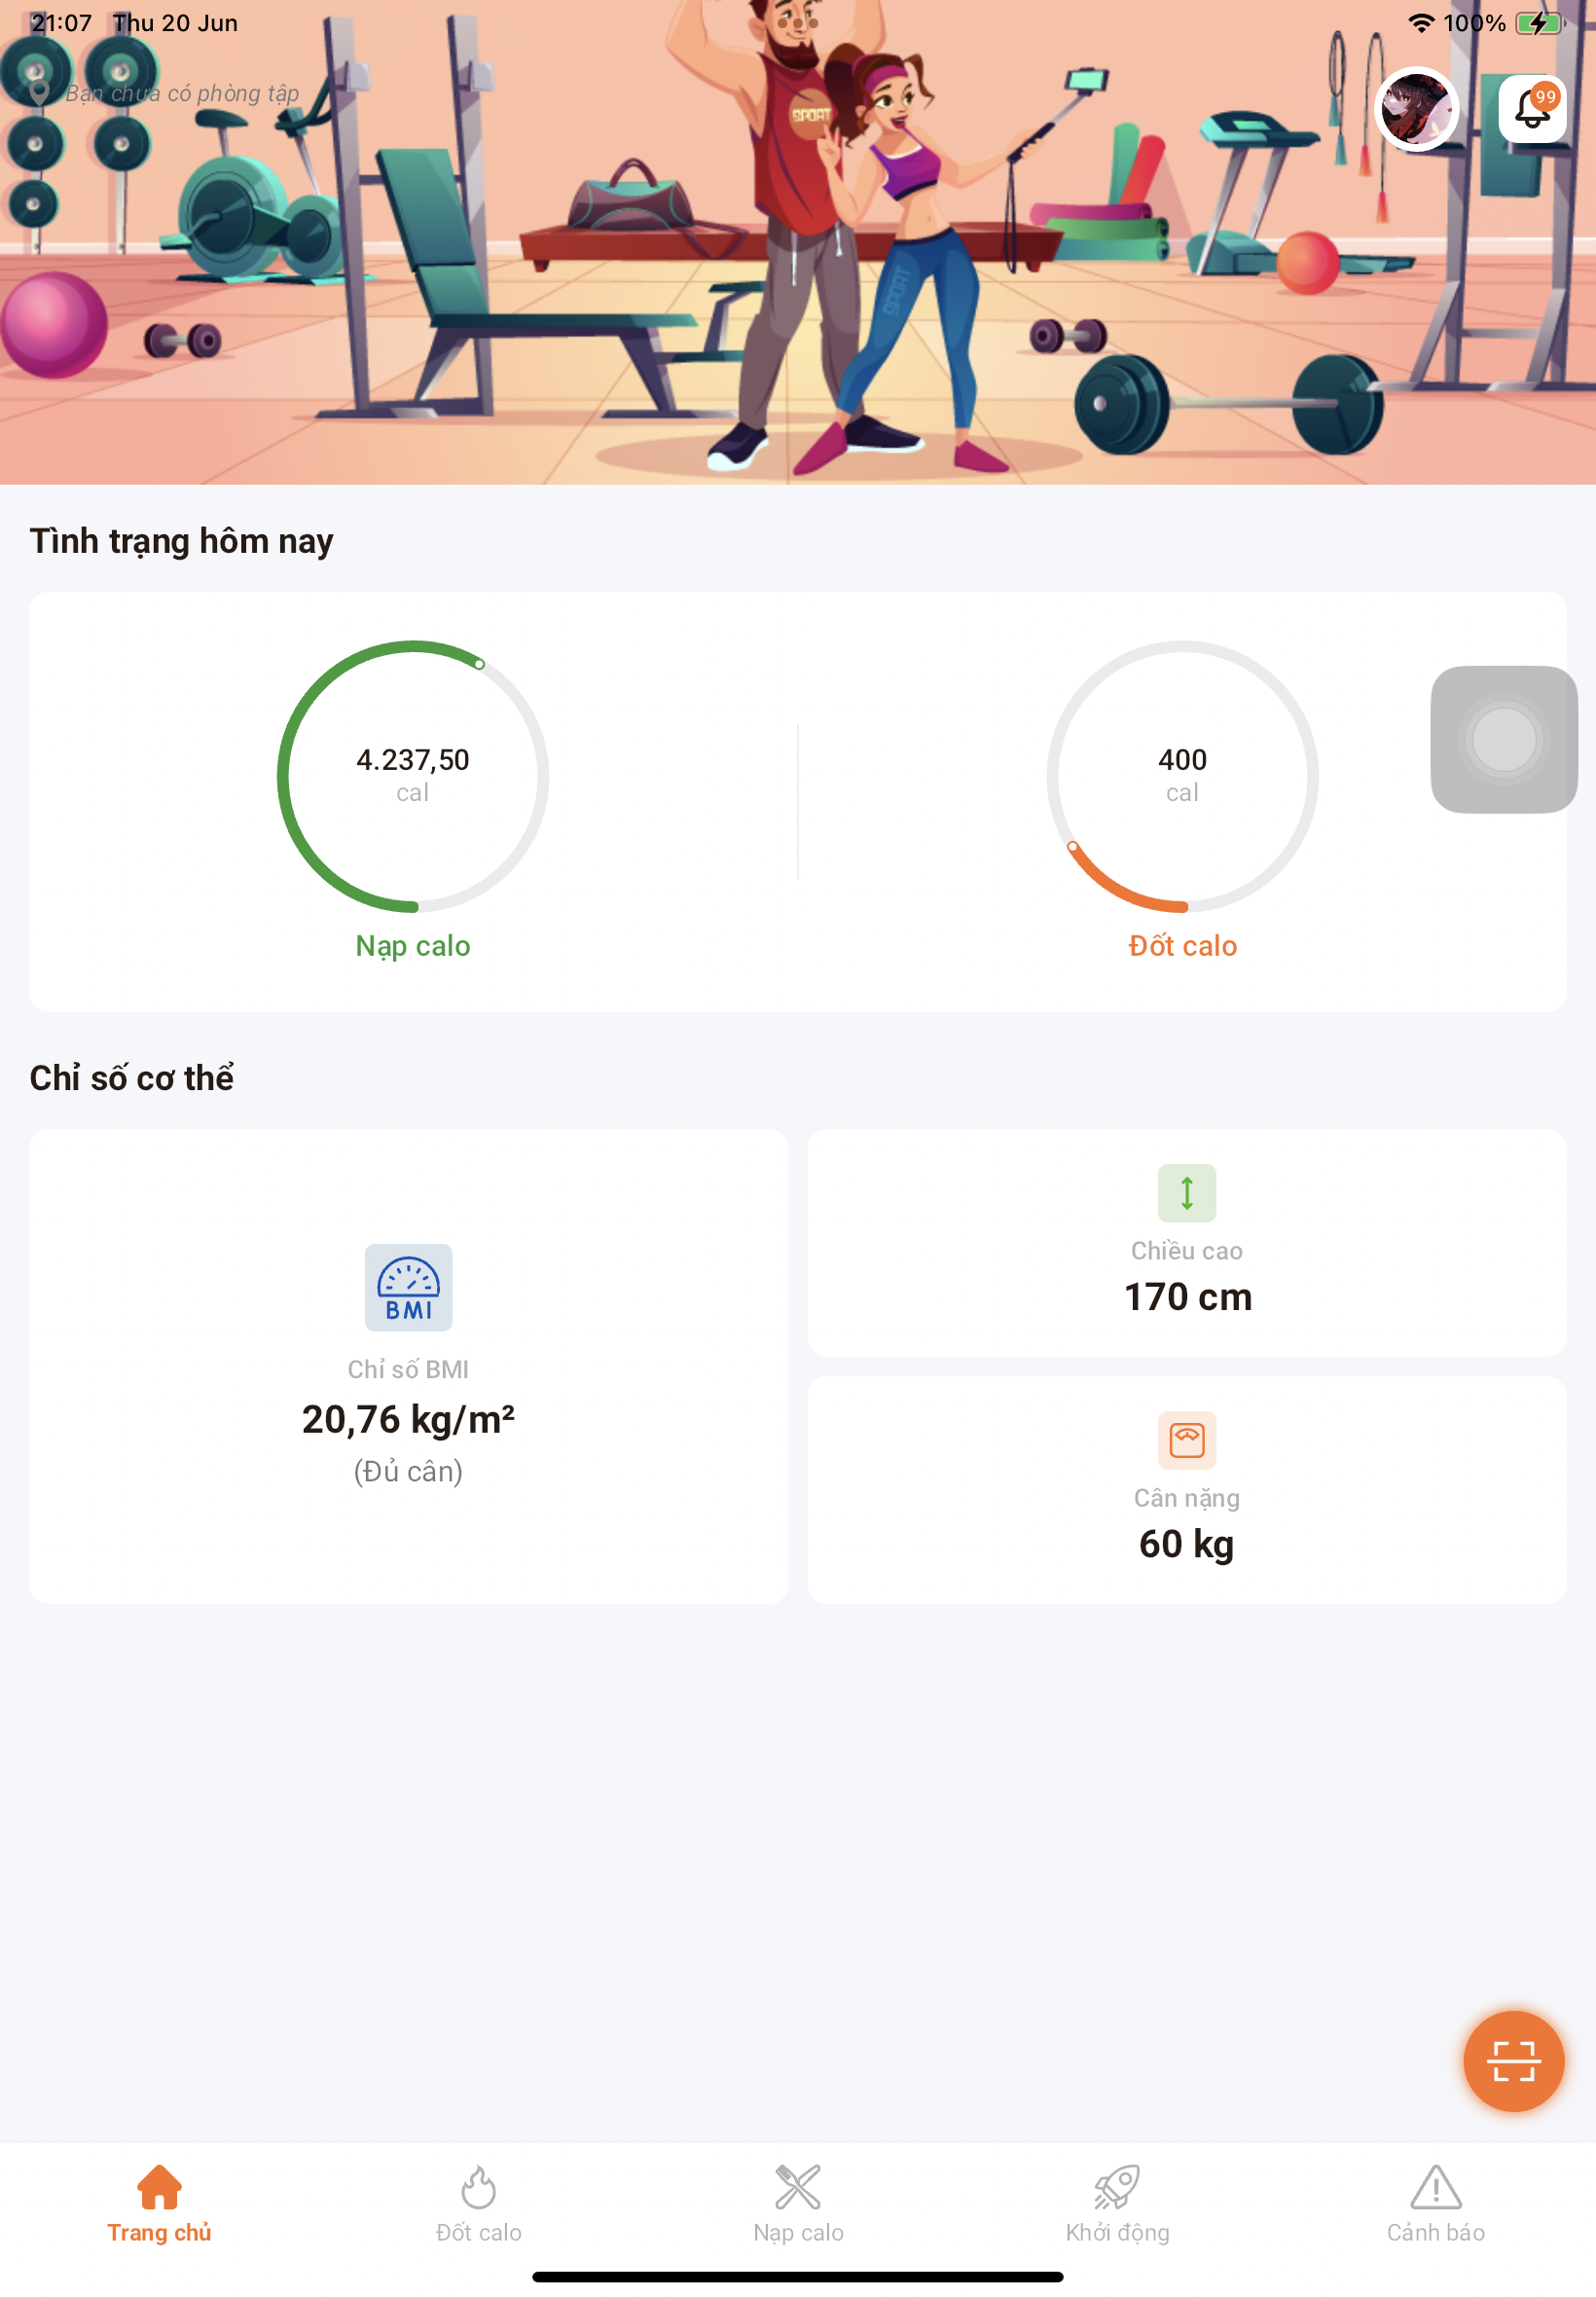 21:07 Thu 20 Jun
100%
Bạn chưa có phòng tập
99
SPORT
SPORT
Tình trạng hôm nay
4.237,50
cal
Nạp calo
400
cal
Đốt calo
Chỉ số cơ thể
BMI
Chỉ số BMI
20,76 kg/m²
(Đủ cân)
Chiều cao
170 cm
Cân nặng
60 kg
Trang chủ
Đốt calo
Nạp calo
Khởi động
Cảnh báo